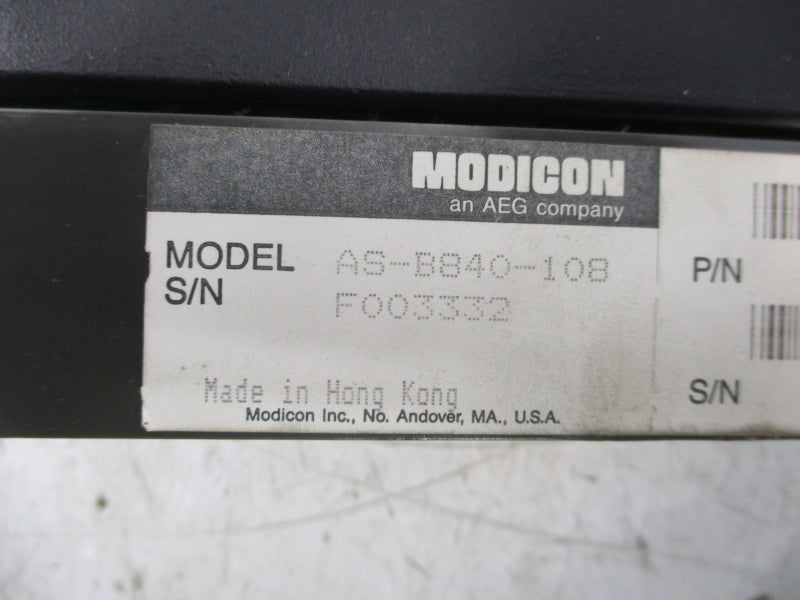 MODICON
an AEG company
MODEL AS-B840-108
S/N F003332
Made in Hong Kong
Modicon Inc., No. Andover, MA., U.S.A.
P/N
S/N